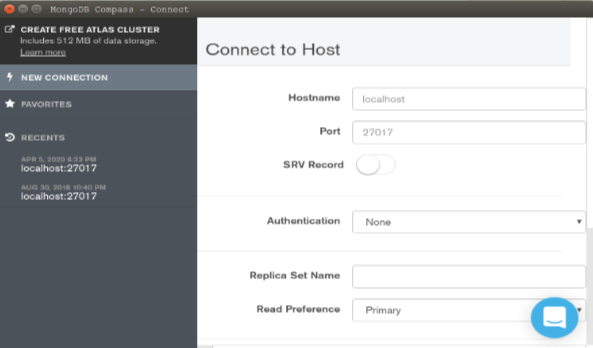 MongoDB Compass - Connect
CREATE FREE ATLAS CLUSTER
Includes 512 MB of data storage.
Learn more
NEW CONNECTION
FAVORITES
RECENTS
APR 5, 2020 6:33 PM
localhost:27017
AUG 30, 2018 10:40 PM
localhost:27017
Connect to Host
Hostname
localhost
Port
27017
SRV Record
Authentication
None
Replica Set Name
Read Preference
Primary